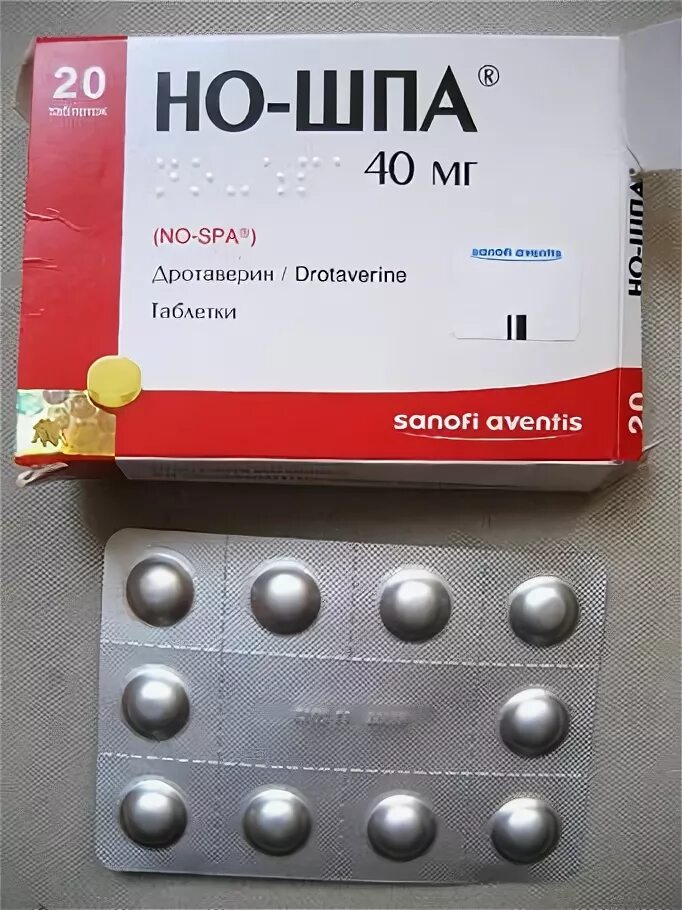 20
НО-ШПА®
40 мг
(NO-SPA®)
Дротаверин / Drotaverine
Таблетки
sanofi aventis
sanofi aventis
НО-ШПА
20